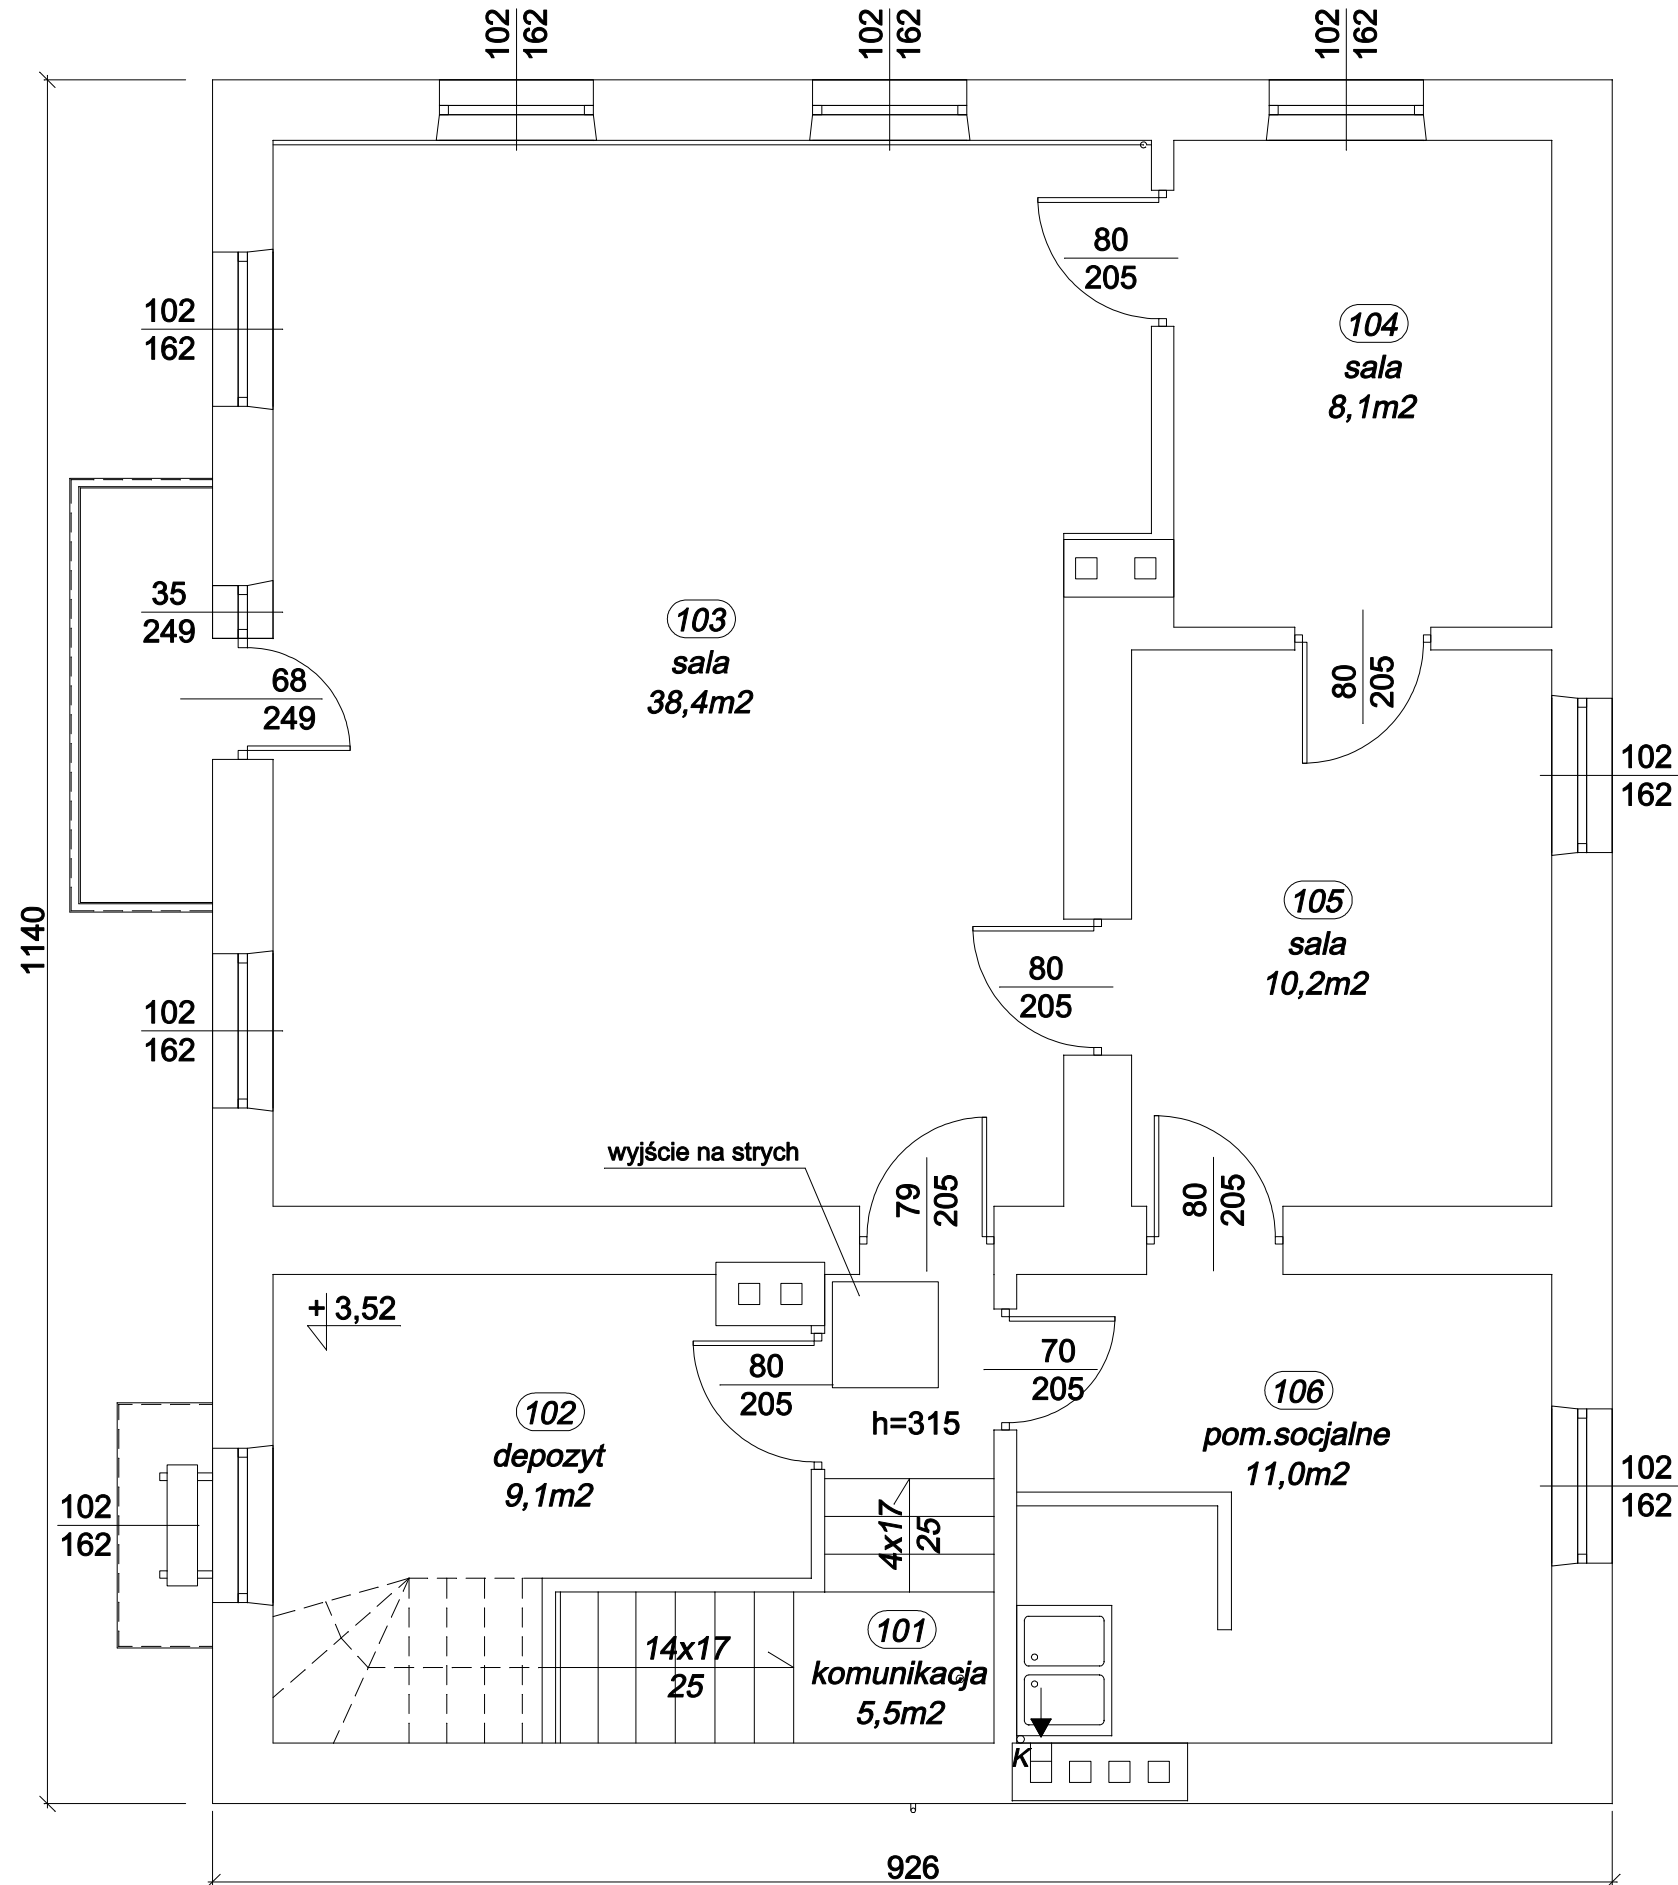 102
162
102
162
102
162
80
205
102
162
104
sala
8,1m2
35
249
103
sala
38,4m2
68
249
80
205
102
162
105
sala
10,2m2
1140
80
205
102
162
wyjście na strych
79
205
80
205
+ 3,52
80
205
70
205
102
depozyt
9,1m2
h=315
106
pom.socjalne
11,0m2
102
162
102
162
4x17
25
14x17
25
101
komunikacja
5,5m2
K
926